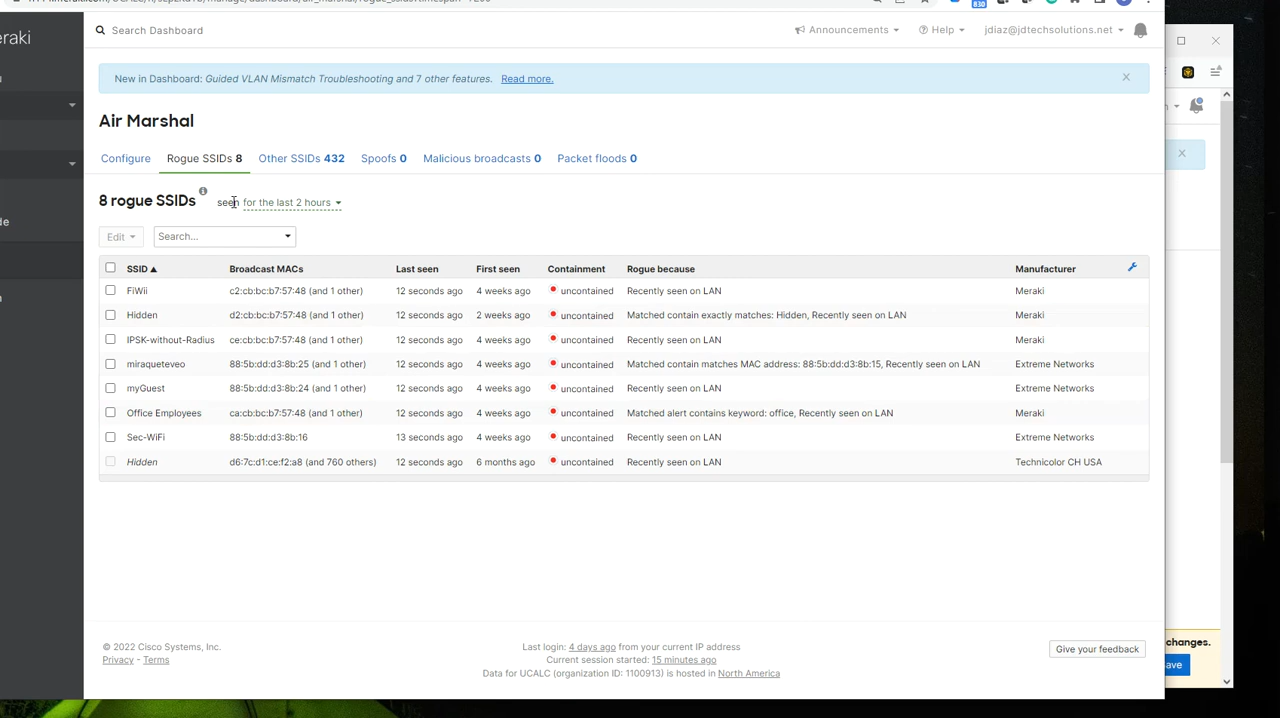 830
eraki
Search Dashboard
Announcements
Help
jdiaz@jdtechsolutions.net
New in Dashboard: Guided VLAN Mismatch Troubleshooting and 7 other features. Read more.
Air Marshal
Configure Rogue SSIDs 8 Other SSIDs 432 Spoofs 0 Malicious broadcasts 0 Packet floods 0
8 rogue SSIDs seen for the last 2 hours
Edit Search...
SSID Broadcast MACs Last seen First seen Containment Rogue because Manufacturer
FiWii c2:cb:bc:b7:57:48 (and 1 other) 12 seconds ago 4 weeks ago uncontained Recently seen on LAN Meraki
Hidden d2:cb:bc:b7:57:48 (and 1 other) 12 seconds ago 2 weeks ago uncontained Matched contain exactly matches: Hidden, Recently seen on LAN Meraki
IPSK-without-Radius ce:cb:bc:b7:57:48 (and 1 other) 12 seconds ago 4 weeks ago uncontained Recently seen on LAN Meraki
miraqueteveo 88:5b:dd:d3:8b:25 (and 1 other) 12 seconds ago 4 weeks ago uncontained Matched contain matches MAC address: 88:5b:dd:d3:8b:15, Recently seen on LAN Extreme Networks
myGuest 88:5b:dd:d3:8b:24 (and 1 other) 12 seconds ago 4 weeks ago uncontained Recently seen on LAN Extreme Networks
Office Employees ca:cb:bc:b7:57:48 (and 1 other) 12 seconds ago 4 weeks ago uncontained Matched alert contains keyword: office, Recently seen on LAN Meraki
Sec-WiFi 88:5b:dd:d3:8b:16 13 seconds ago 4 weeks ago uncontained Recently seen on LAN Extreme Networks
Hidden d6:7c:d1:ce:f2:a8 (and 760 others) 12 seconds ago 6 months ago uncontained Recently seen on LAN Technicolor CH USA
© 2022 Cisco Systems, Inc.
Privacy - Terms
Last login: 4 days ago from your current IP address
Current session started: 15 minutes ago
Data for UCALC (organization ID: 1100913) is hosted in North America
Give your feedback
changes.
ave